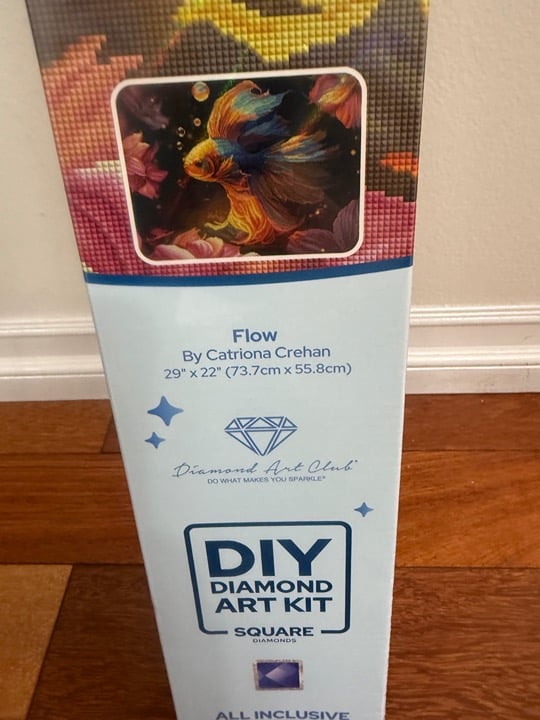 Flow
By Catriona Crehan
29" x 22" (73.7cm x 55.8cm)
Diamond Art Club
DO WHAT MAKES YOU SPARKLE®
DIY
DIAMOND
ART KIT
SQUARE
DIAMONDS
ALL INCLUSIVE